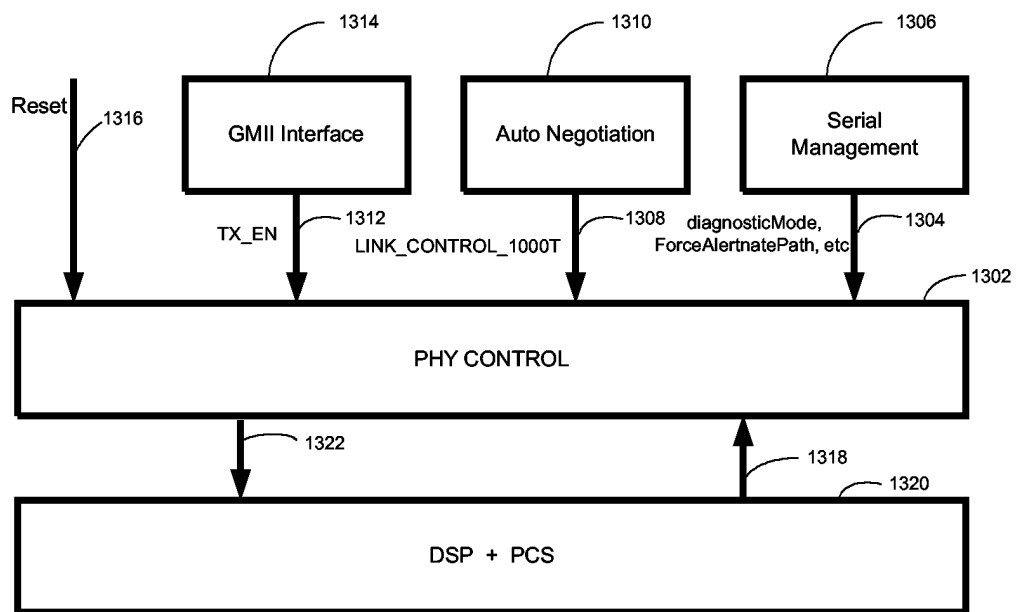 1314
1310
1306
Reset
1316
GMII Interface
Auto Negotiation
Serial
Management
TX_EN
1312
LINK_CONTROL_1000T
1308
diagnosticMode,
ForceAlertnatePath, etc
1304
1302
PHY CONTROL
1322
1318
1320
DSP + PCS